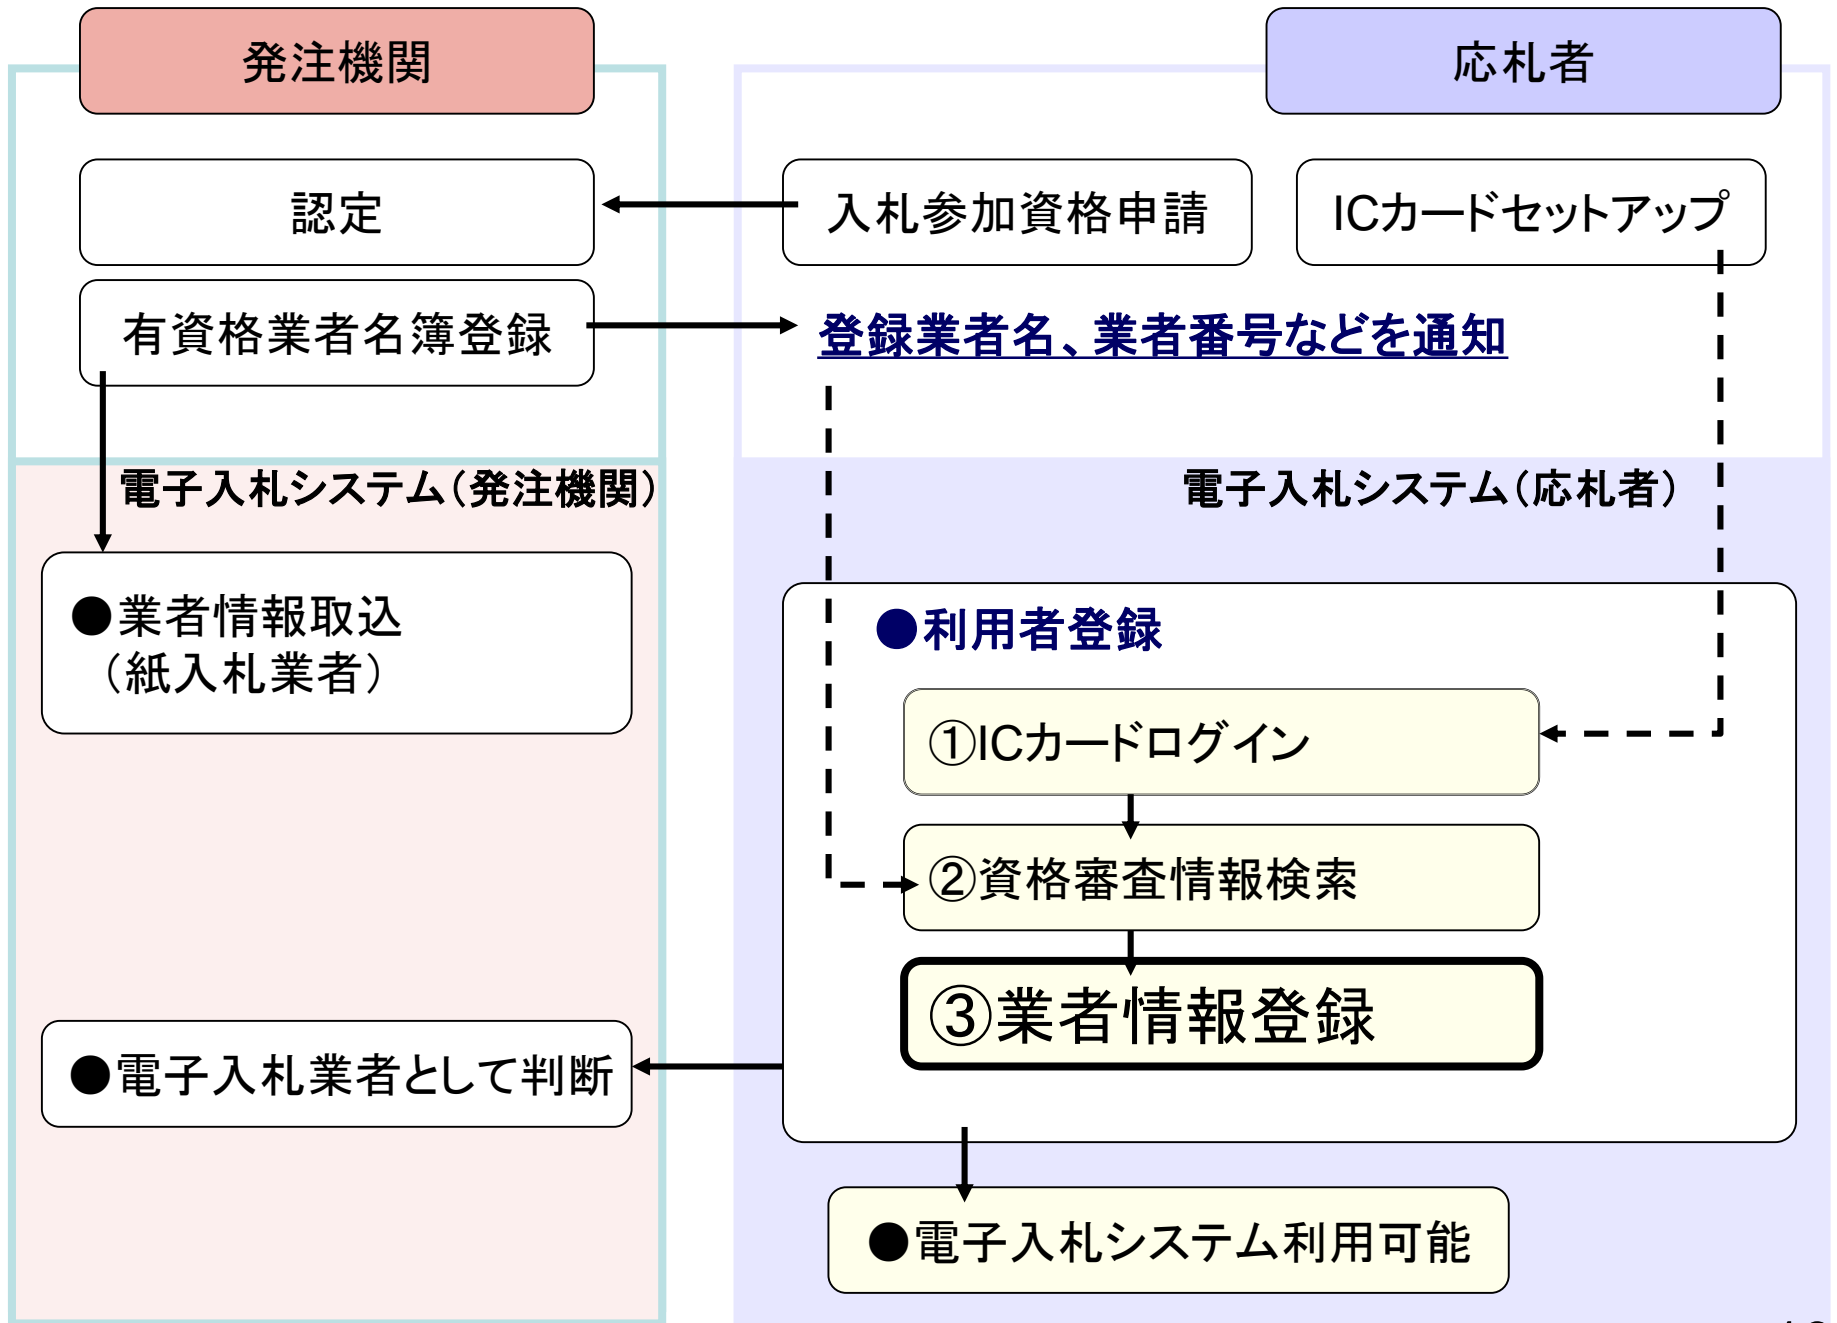 発注機関
応札者
認定
入札参加資格申請
ICカードセットアップ
有資格業者名簿登録
登録業者名、業者番号などを通知
電子入札システム（発注機関）
電子入札システム（応札者）
●業者情報取込
（紙入札業者）
●利用者登録
①ICカードログイン
②資格審査情報検索
③業者情報登録
●電子入札業者として判断
●電子入札システム利用可能